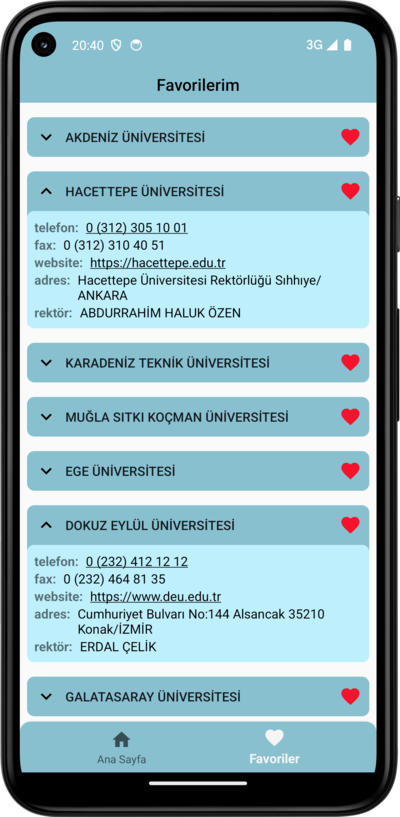 20:40
3G
Favorilerim
AKDENİZ ÜNİVERSİTESİ
HACETTEPE ÜNİVERSİTESİ
telefon: 0 (312) 305 10 01
fax: 0 (312) 310 40 51
website: https://hacettepe.edu.tr
adres: Hacettepe Üniversitesi Rektörlüğü Sıhhıye/
ANKARA
rektör: ABDURRAHİM HALUK ÖZEN
KARADENİZ TEKNİK ÜNİVERSİTESİ
MUĞLA SITKI KOÇMAN ÜNİVERSİTESİ
EGE ÜNİVERSİTESİ
DOKUZ EYLÜL ÜNİVERSİTESİ
telefon: 0 (232) 412 12 12
fax: 0 (232) 464 81 35
website: https://www.deu.edu.tr
adres: Cumhuriyet Bulvarı No:144 Alsancak 35210
Konak/İZMİR
rektör: ERDAL ÇELİK
GALATASARAY ÜNİVERSİTESİ
Ana Sayfa
Favoriler